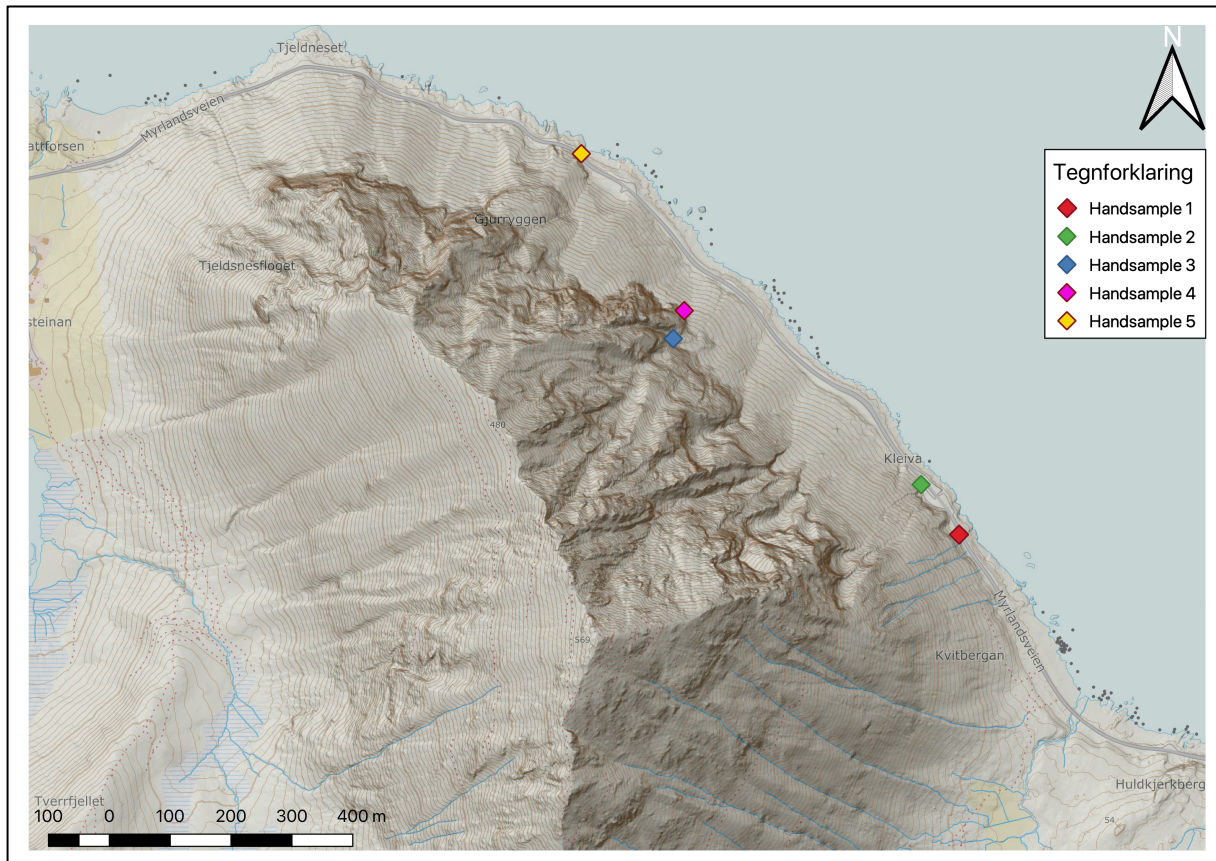 N
Tjeldneset
Myrlandsveien
attforsen
Tegnforklaring
Handsample 1
Handsample 2
Handsample 3
Handsample 4
Handsample 5
Gjurryggen
Tjeldsnesfloget
steinan
480
Kleiva
569
Myrlandsveien
Kvitbergan
Huldkjerkberg
Tverrfjellet
54
100 0 100 200 300 400 m